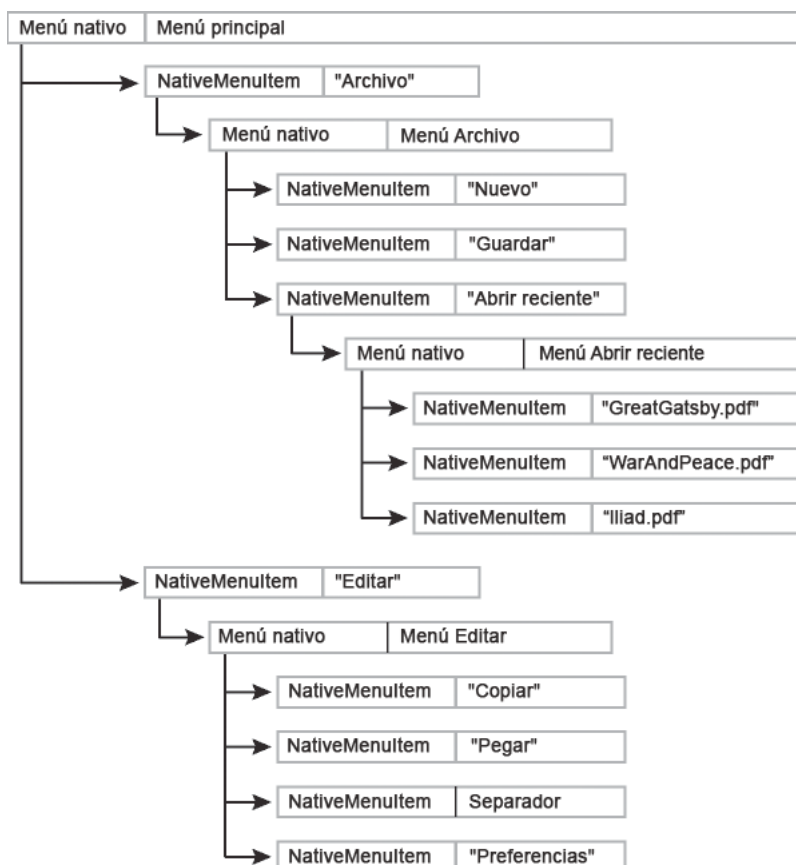 Menú nativo Menú principal
NativeMenuItem "Archivo"
Menú nativo Menú Archivo
NativeMenuItem "Nuevo"
NativeMenuItem "Guardar"
NativeMenuItem "Abrir reciente"
Menú nativo Menú Abrir reciente
NativeMenuItem "GreatGatsby.pdf"
NativeMenuItem “WarAndPeace.pdf”
NativeMenuItem “Iliad.pdf”
NativeMenuItem "Editar"
Menú nativo Menú Editar
NativeMenuItem "Copiar"
NativeMenuItem "Pegar"
NativeMenuItem Separador
NativeMenuItem "Preferencias"